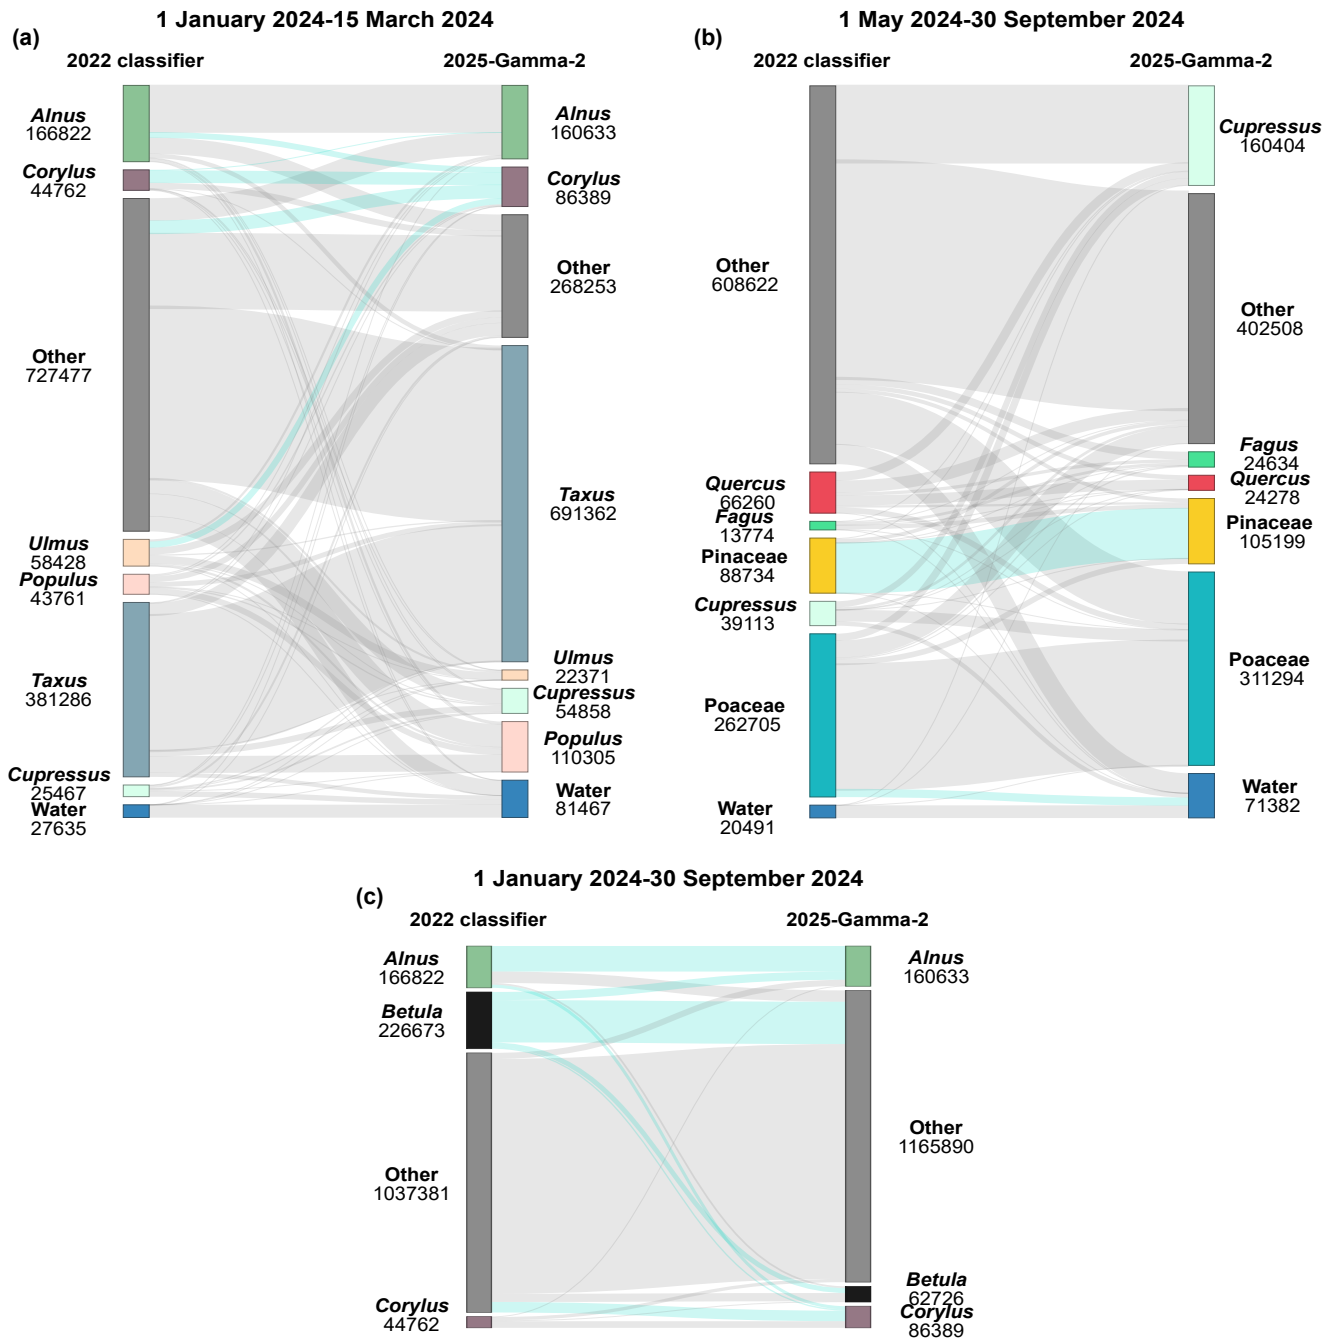 1 January 2024-15 March 2024
(a)
2022 classifier
2025-Gamma-2
Alnus
166822
Corylus
44762
Other
727477
Ulmus
58428
Populus
43761
Taxus
381286
Cupressus
25467
Water
27635
Alnus
160633
Corylus
86389
Other
268253
Taxus
691362
Ulmus
22371
Cupressus
54858
Populus
110305
Water
81467
1 May 2024-30 September 2024
(b)
2022 classifier
2025-Gamma-2
Other
608622
Quercus
66260
Fagus
13774
Pinaceae
88734
Cupressus
39113
Poaceae
262705
Water
20491
Cupressus
160404
Other
402508
Fagus
24634
Quercus
24278
Pinaceae
105199
Poaceae
311294
Water
71382
1 January 2024-30 September 2024
(c)
2022 classifier
2025-Gamma-2
Alnus
166822
Betula
226673
Other
1037381
Corylus
44762
Alnus
160633
Other
1165890
Betula
62726
Corylus
86389